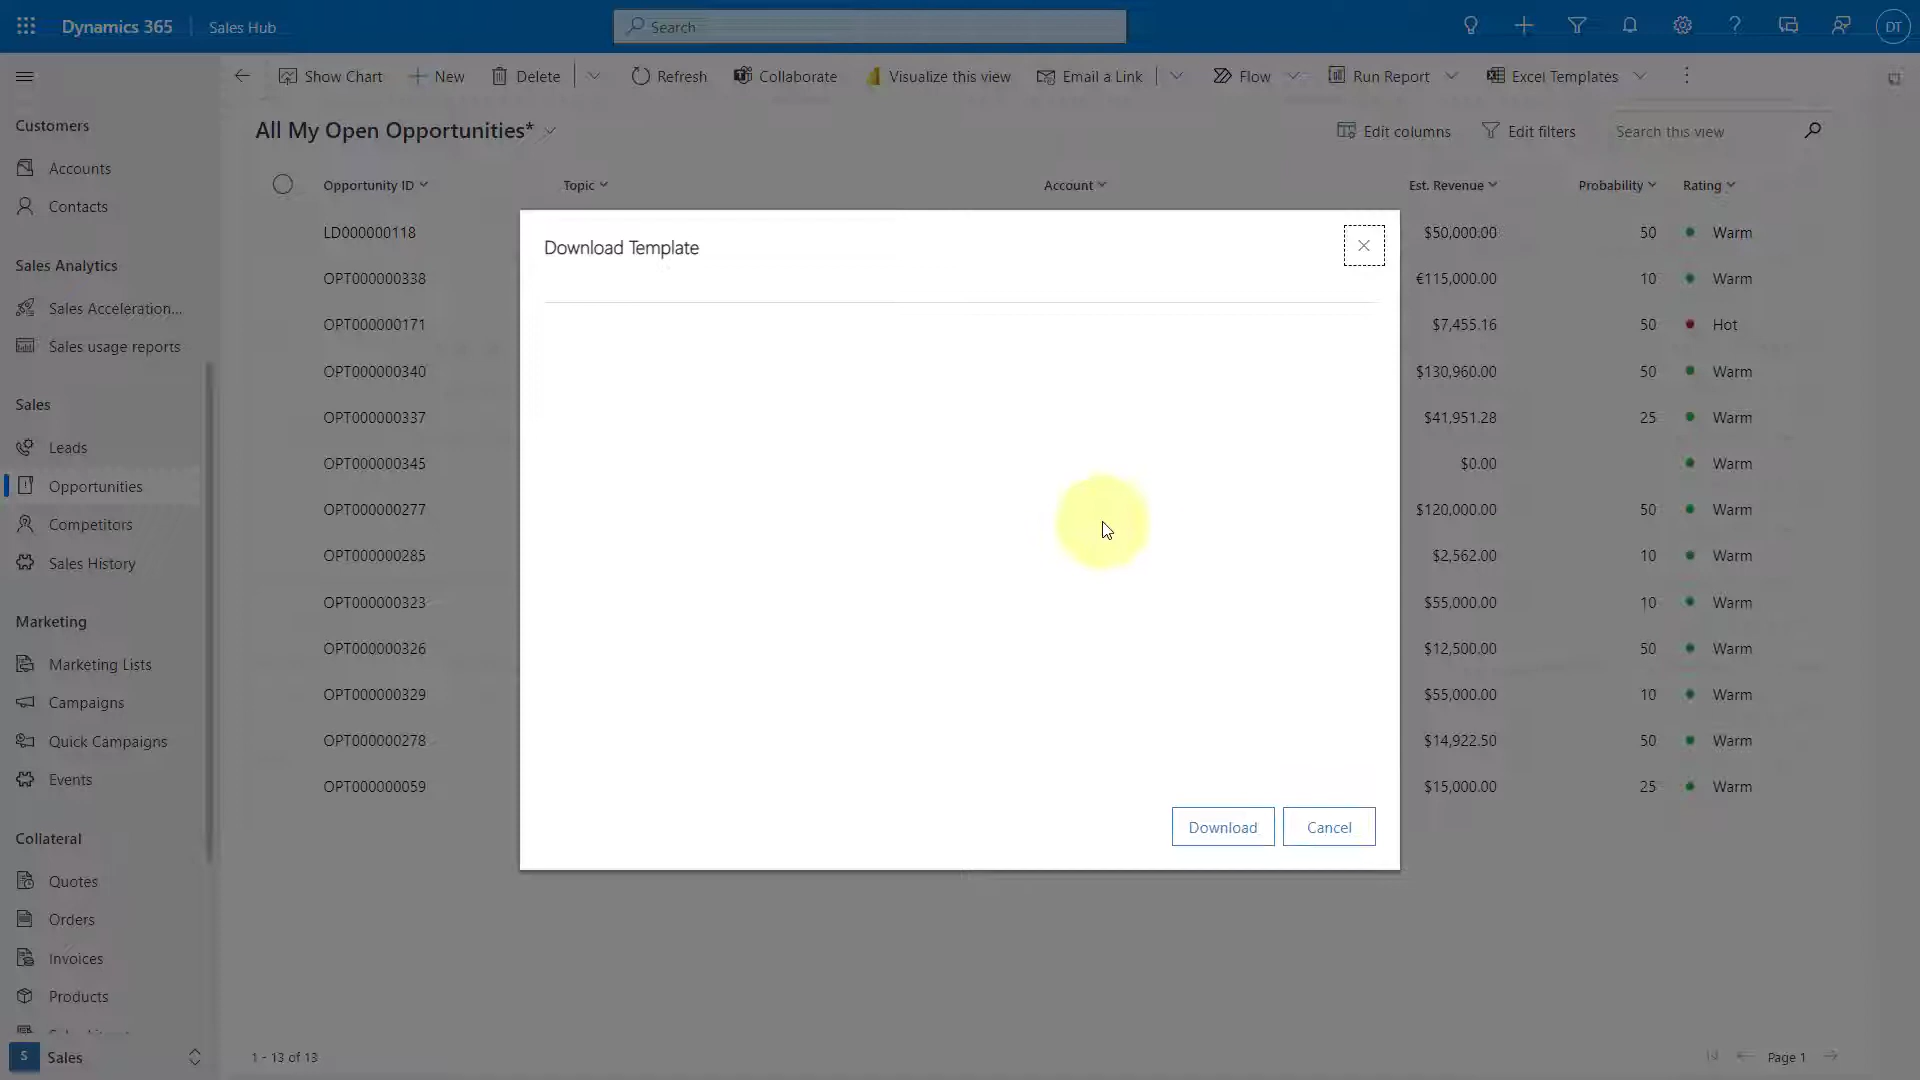 Dynamics 365
Sales Hub
Search
DT
Show Chart
New
Delete
Refresh
Collaborate
Visualize this view
Email a Link
Flow
Run Report
Excel Templates
Customers
Accounts
Contacts
Sales Analytics
Sales Acceleration...
Sales usage reports
Sales
Leads
Opportunities
Competitors
Sales History
Marketing
Marketing Lists
Campaigns
Quick Campaigns
Events
Collateral
Quotes
Orders
Invoices
Products
S Sales
All My Open Opportunities*
Edit columns
Edit filters
Search this view
Opportunity ID Topic Account Est. Revenue Probability Rating
LD000000118 $50,000.00 50 Warm
OPT000000338 €115,000.00 10 Warm
OPT000000171 $7,455.16 50 Hot
OPT000000340 $130,960.00 50 Warm
OPT000000337 $41,951.28 25 Warm
OPT000000345 $0.00 Warm
OPT000000277 $120,000.00 50 Warm
OPT000000285 $2,562.00 10 Warm
OPT000000323 $55,000.00 10 Warm
OPT000000326 $12,500.00 50 Warm
OPT000000329 $55,000.00 10 Warm
OPT000000278 $14,922.50 50 Warm
OPT000000059 $15,000.00 25 Warm
Download Template
Download
Cancel
1 - 13 of 13
Page 1